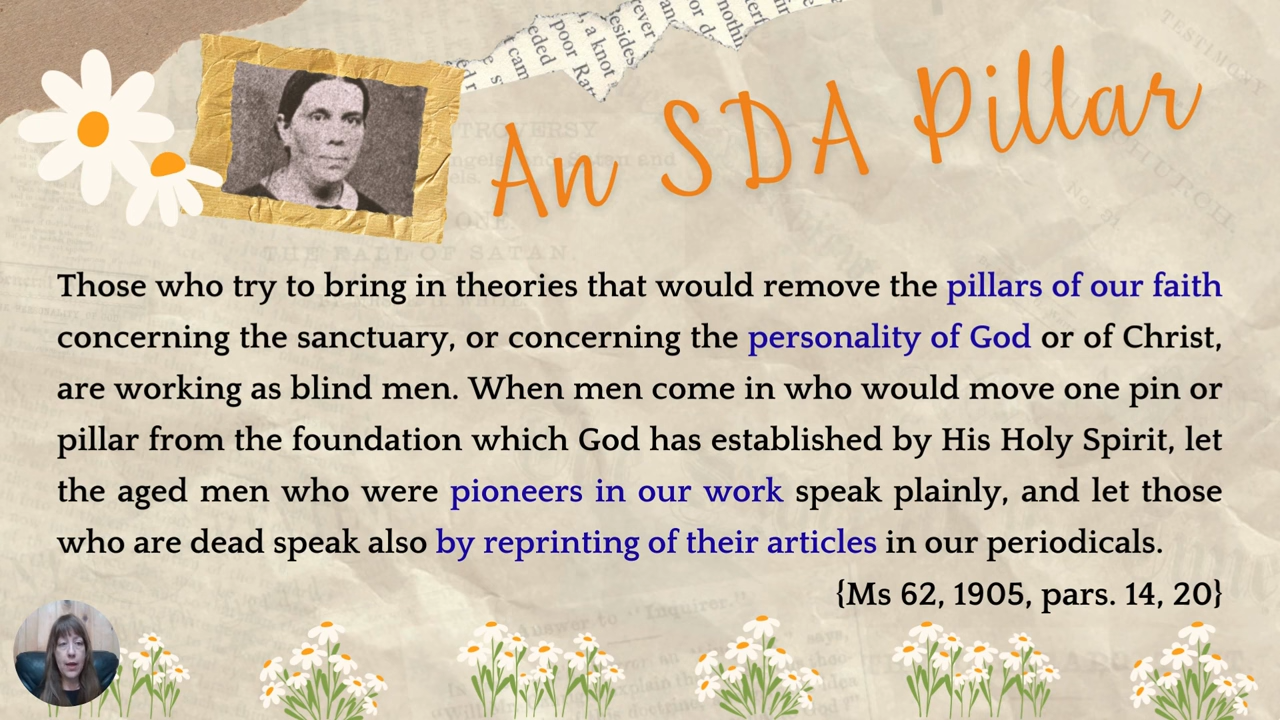 An SDA Pillar
Those who try to bring in theories that would remove the pillars of our faith
concerning the sanctuary, or concerning the personality of God or of Christ,
are working as blind men. When men come in who would move one pin or
pillar from the foundation which God has established by His Holy Spirit, let
the aged men who were pioneers in our work speak plainly, and let those
who are dead speak also by reprinting of their articles in our periodicals.
{Ms 62, 1905, pars. 14, 20}
THE FALL OF SATAN.